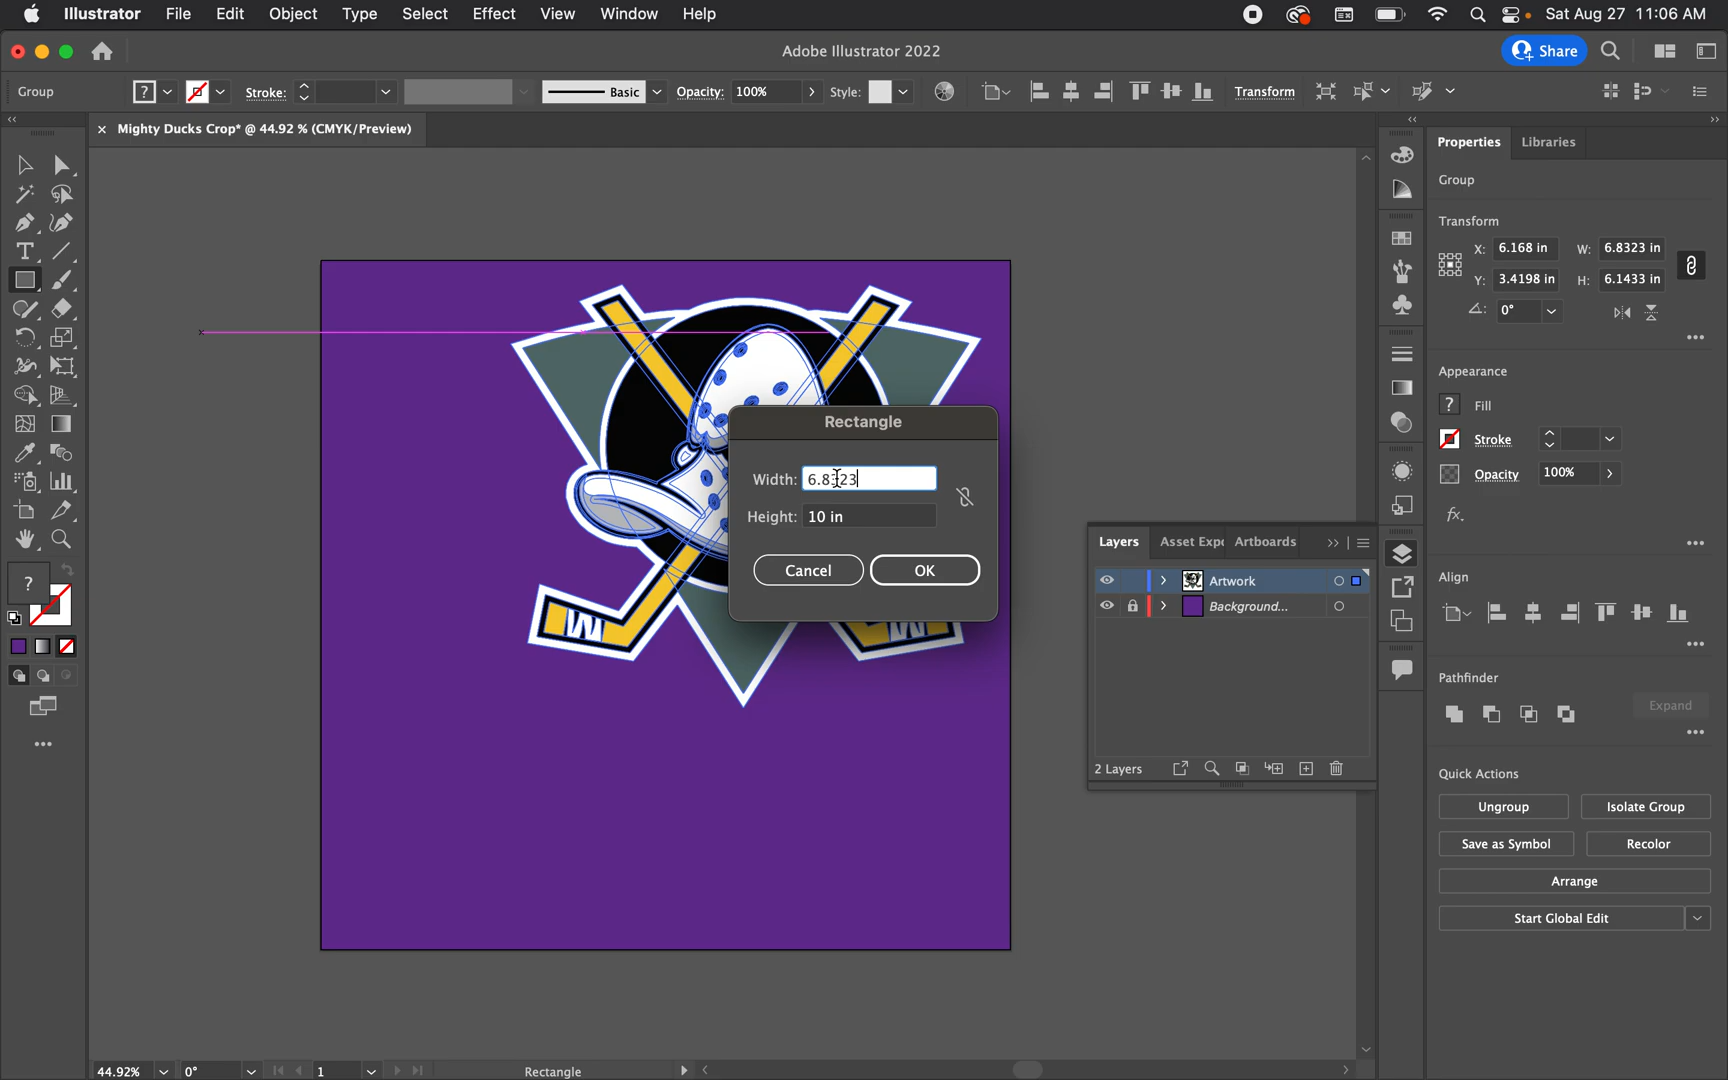 Illustrator File Edit Object Type Select Effect View Window Help Sat Aug 27 11:06 AM
Adobe Illustrator 2022 Share
Group ? Stroke: Basic Opacity: 100% Style: Transform
Mighty Ducks Crop* @ 44.92 % (CMYK/Preview)
Properties Libraries
Group
Transform
X: 6.168 in W: 6.8323 in
Y: 3.4198 in H: 6.1433 in
0°
Appearance
? Fill
Stroke
Opacity 100%
fx.
Rectangle
Width: 6.8323
Height: 10 in
Cancel OK
Layers Asset Expo Artboards
Artwork
Background...
2 Layers
Align
Pathfinder
Expand
Quick Actions
Ungroup Isolate Group
Save as Symbol Recolor
Arrange
Start Global Edit
?
44.92% 0° 1 Rectangle